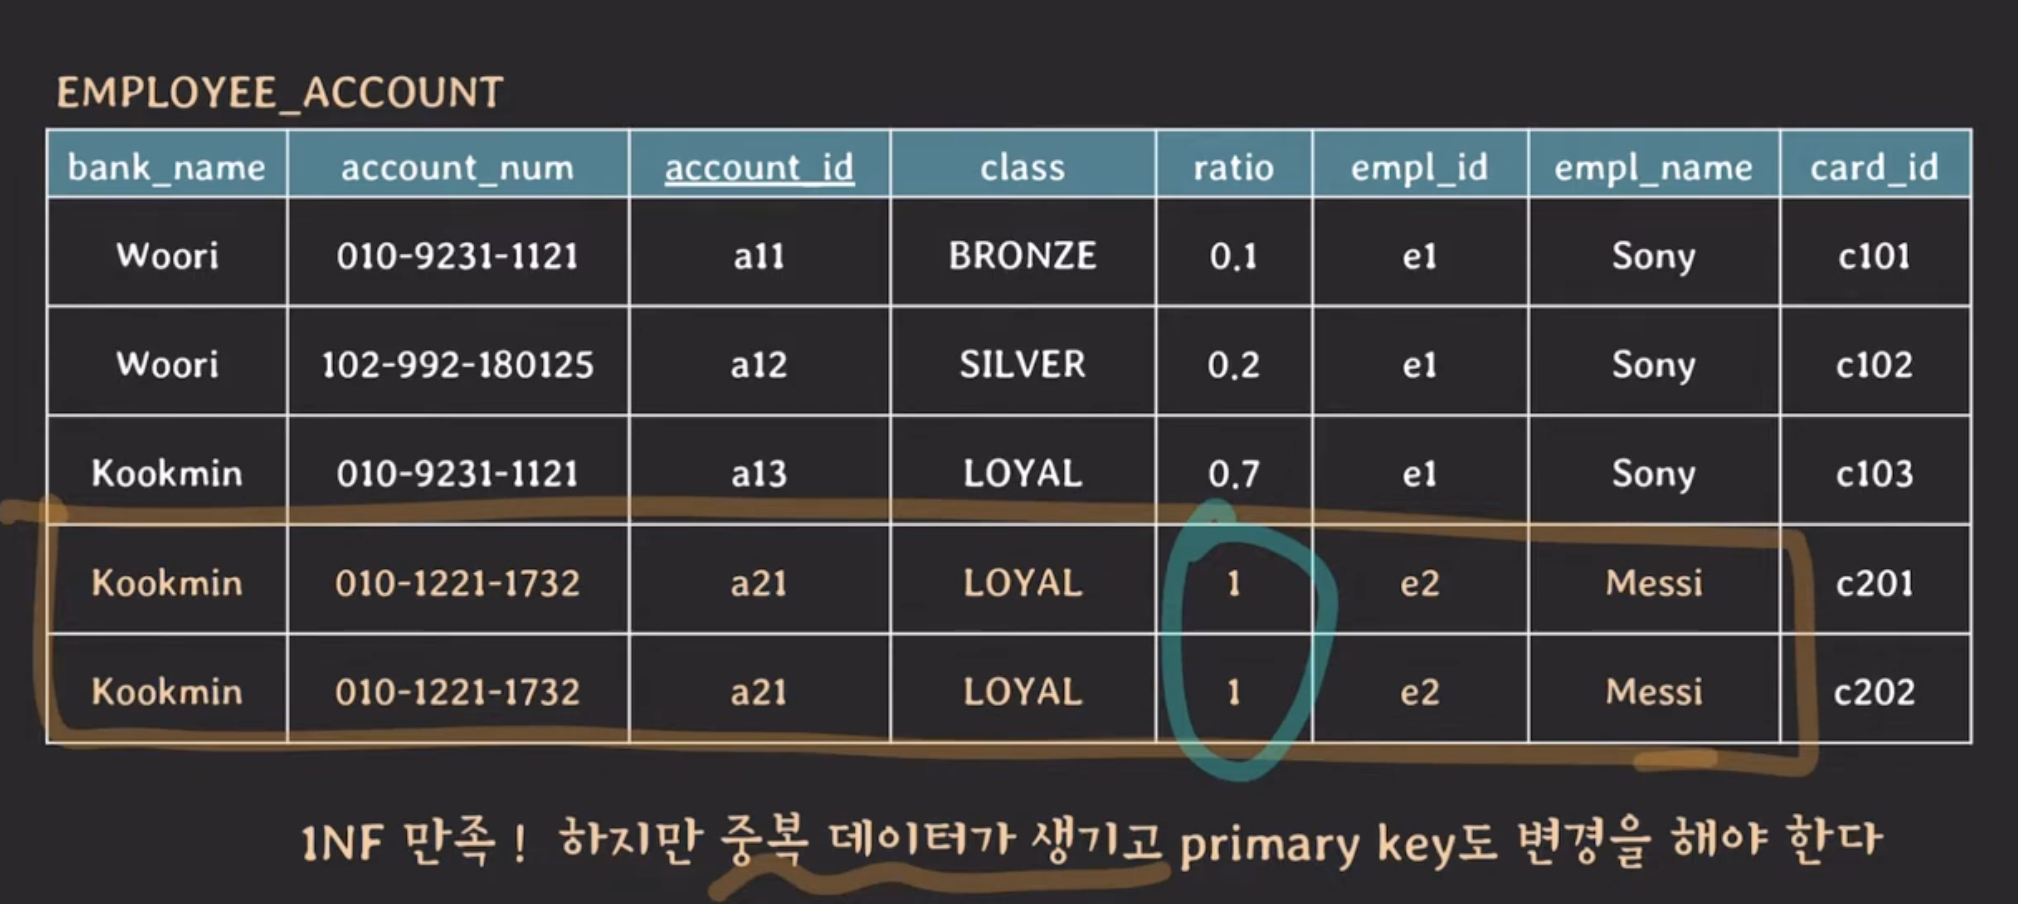 EMPLOYEE_ACCOUNT
bank_name account_num account_id class ratio empl_id empl_name card_id
Woori 010-9231-1121 a11 BRONZE 0.1 e1 Sony c101
Woori 102-992-180125 a12 SILVER 0.2 e1 Sony c102
Kookmin 010-9231-1121 a13 LOYAL 0.7 e1 Sony c103
Kookmin 010-1221-1732 a21 LOYAL 1 e2 Messi c201
Kookmin 010-1221-1732 a21 LOYAL 1 e2 Messi c202
1NF 만족! 하지만 중복 데이터가 생기고 primary key도 변경을 해야 한다